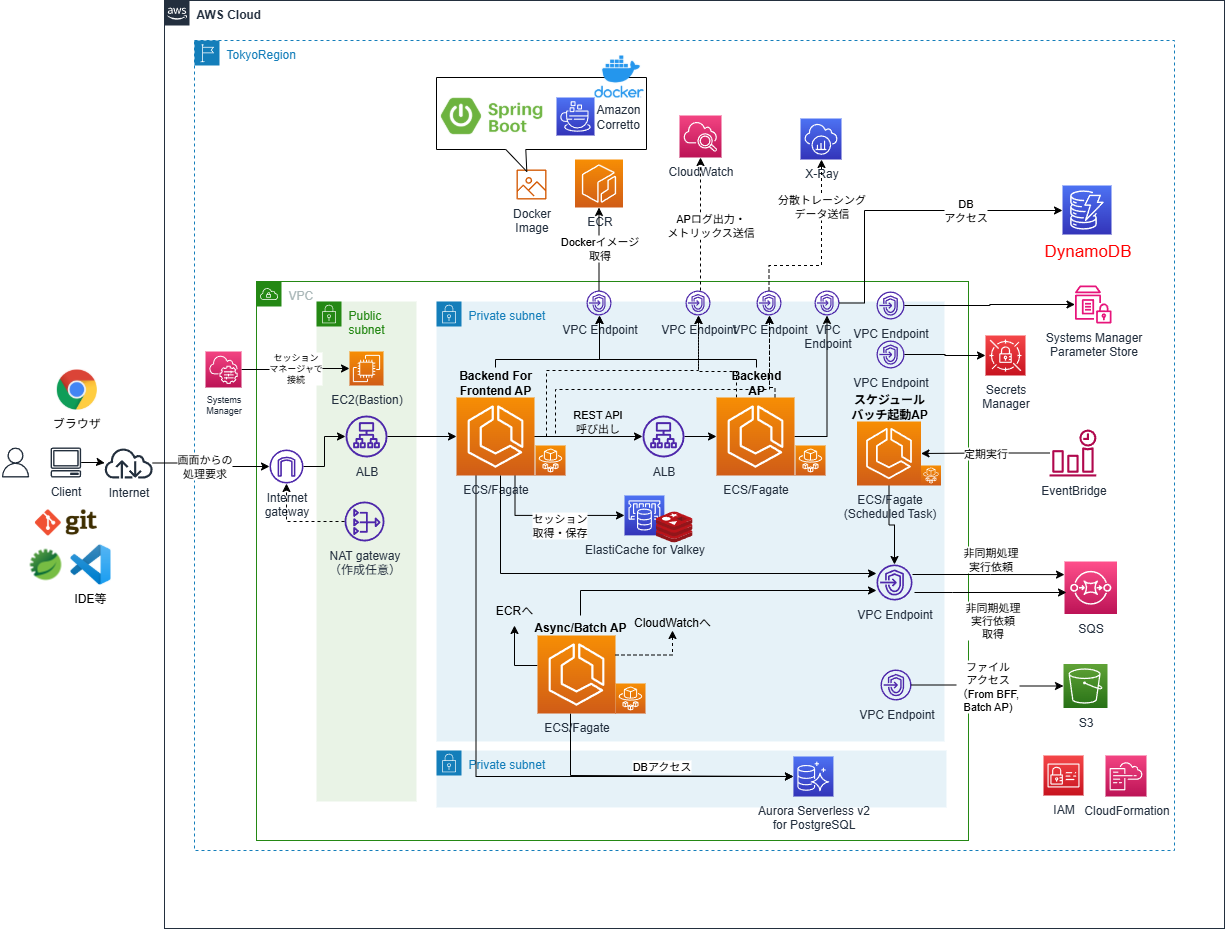 aws
AWS Cloud
TokyoRegion
docker
Spring
Boot
Amazon
Corretto
Docker
Image
ECR
Dockerイメージ
取得
CloudWatch
APログ出力・
メトリックス送信
X-Ray
分散トレーシング
データ送信
DB
アクセス
DynamoDB
VPC
Public
subnet
Private subnet
VPC Endpoint
VPC Endpoint
VPC Endpoint
VPC
Endpoint
VPC Endpoint
Systems Manager
Parameter Store
VPC Endpoint
Secrets
Manager
Systems
Manager
セッション
マネージャで
接続
EC2(Bastion)
Backend For
Frontend AP
Backend
AP
スケジュール
バッチ起動AP
ブラウザ
Client
Internet
画面からの
処理要求
Internet
gateway
ALB
REST API
呼び出し
ALB
ECS/Fagate
ECS/Fagate
ECS/Fagate
(Scheduled Task)
定期実行
EventBridge
git
IDE等
NAT gateway
（作成任意）
セッション
取得・保存
ElastiCache for Valkey
非同期処理
実行依頼
VPC Endpoint
非同期処理
実行依頼
取得
SQS
ECRへ
Async/Batch AP
CloudWatchへ
ECS/Fagate
VPC Endpoint
ファイル
アクセス
（From BFF,
Batch AP）
S3
Private subnet
DBアクセス
Aurora Serverless v2
for PostgreSQL
IAM
CloudFormation